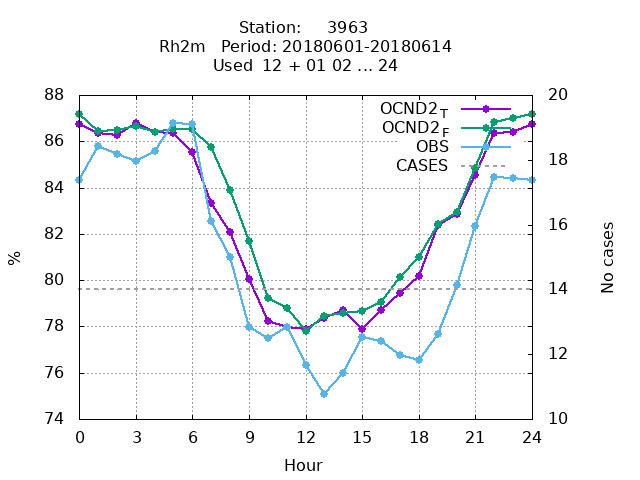 Station: 3963
Rh2m Period: 20180601-20180614
Used 12 + 01 02 ... 24
88 20
OCND2T
OCND2F
OBS
CASES
86 18
84
82 16
80 14
78
12
76
74 10
%
No cases
0 3 6 9 12 15 18 21 24
Hour